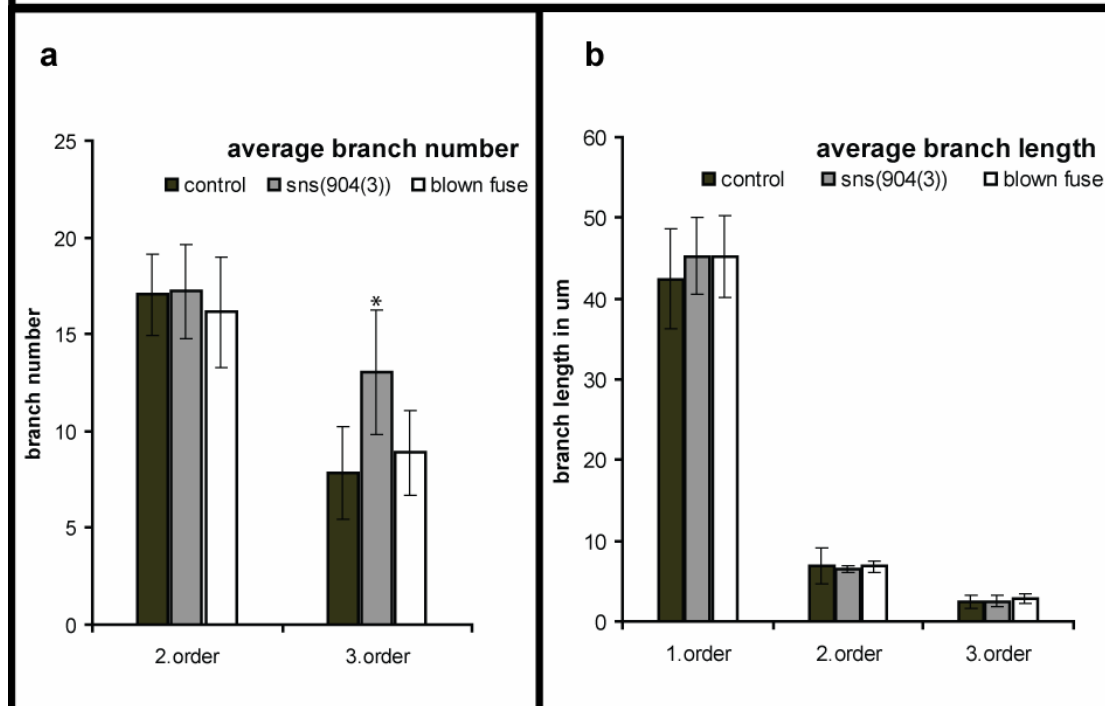 a
average branch number
control sns(904(3)) blown fuse
branch number
25
20
15
10
5
0
*
2.order 3.order
b
average branch length
control sns(904(3)) blown fuse
branch length in um
60
50
40
30
20
10
0
1.order 2.order 3.order